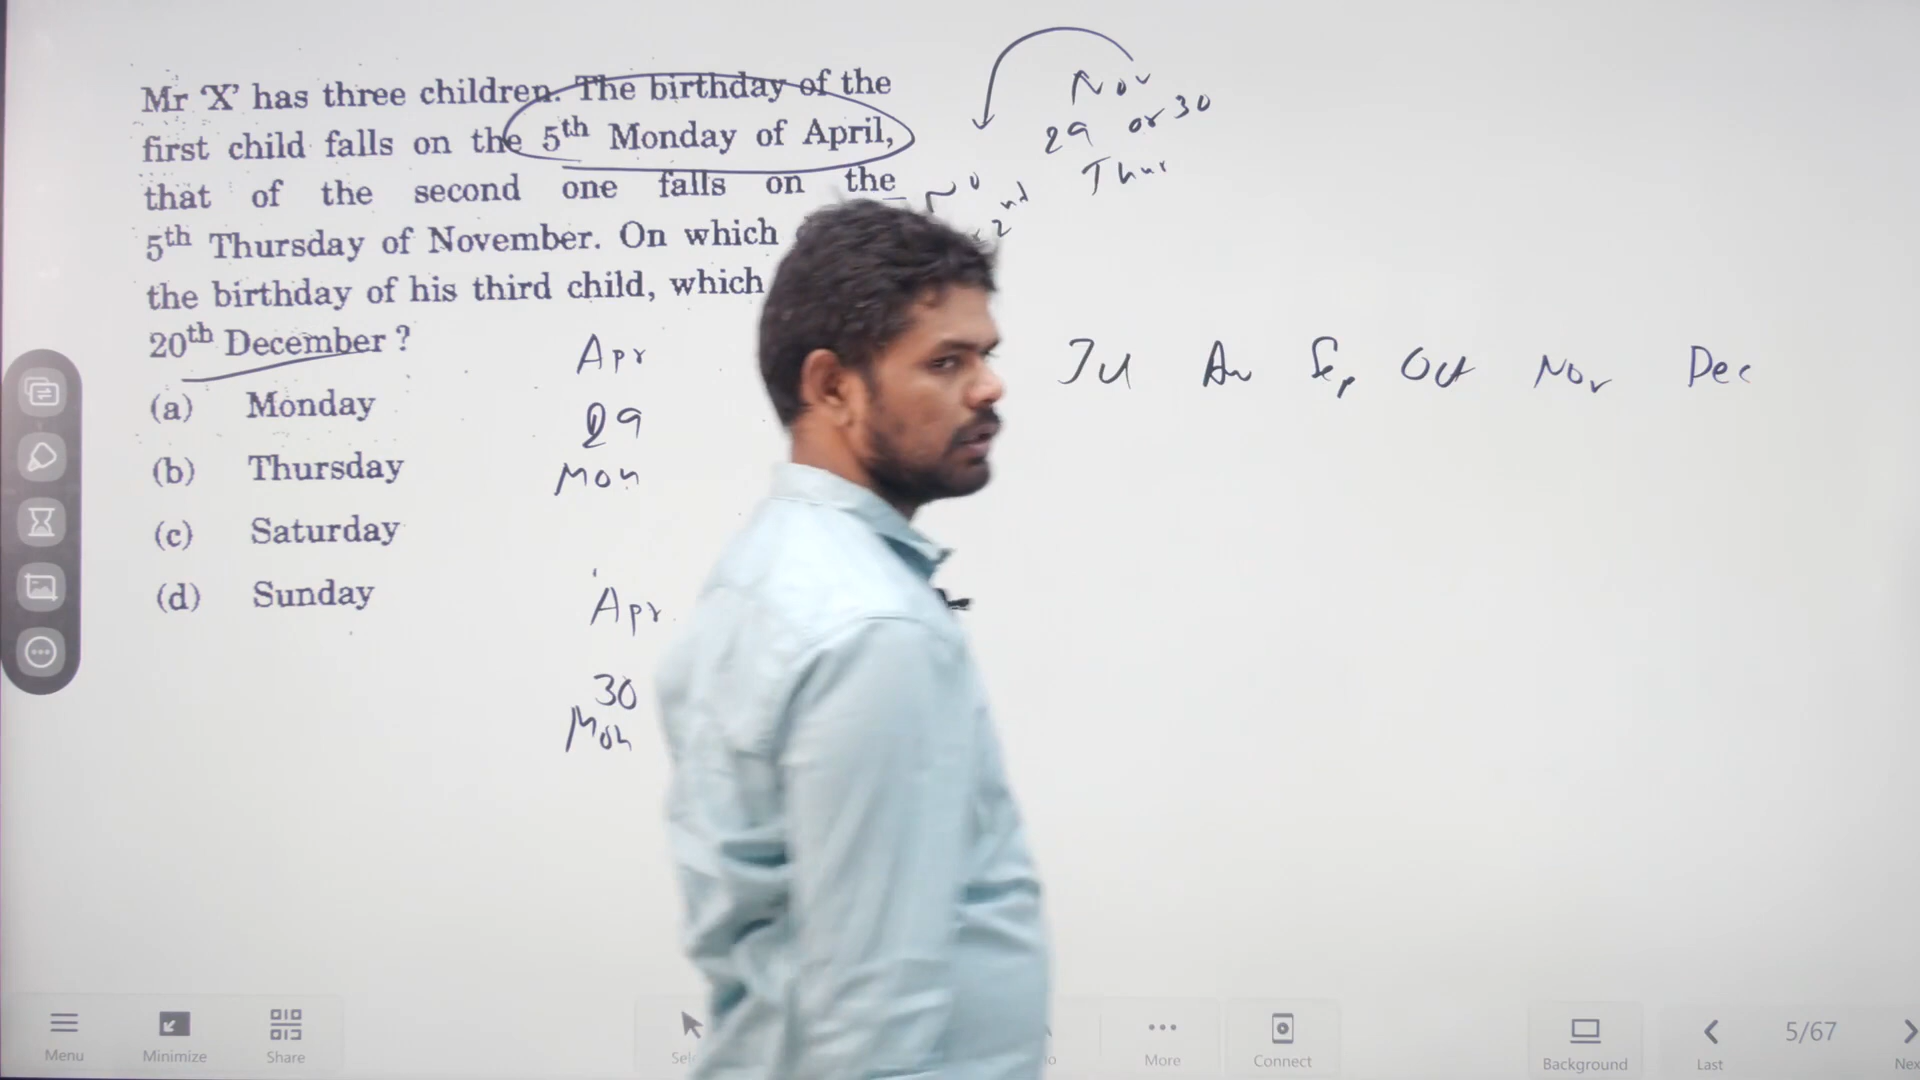 Mr ‘X’ has three children. The birthday of the
first child falls on the 5th Monday of April,
that of the second one falls on the
5th Thursday of November. On which
the birthday of his third child, which
20th December ?
(a) Monday
(b) Thursday
(c) Saturday
(d) Sunday
Nov
29 or 30
Thur
2nd
Apr
29
Mon
Apr
30
Mon
Jul Au Sep Oct Nov Dec
Menu
Minimize
Share
More
Connect
Background
Last
5/67